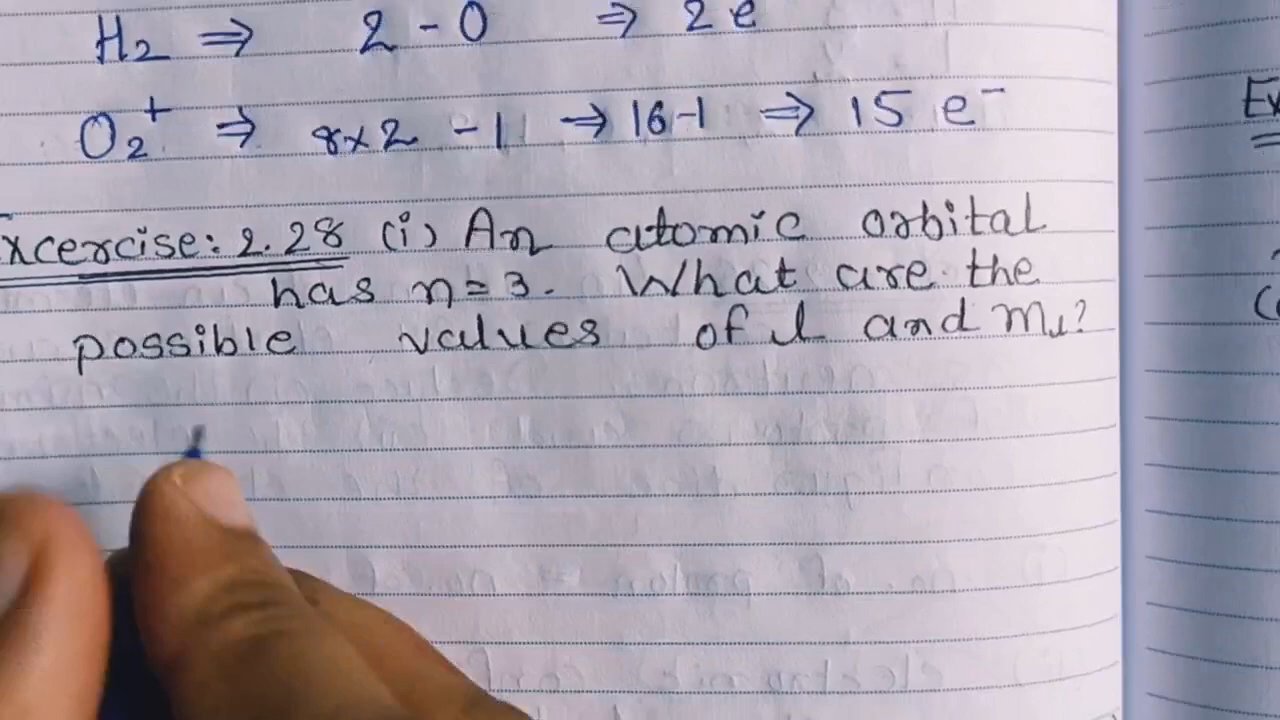 H₂ ⇒ 2 - 0 ⇒ 2 e
O₂⁺ ⇒ 8x2 - 1 → 16-1 ⇒ 15 e⁻
xcercise: 2.28 (i) An atomic orbital
has n = 3. What are the
possible values of l and mₗ?